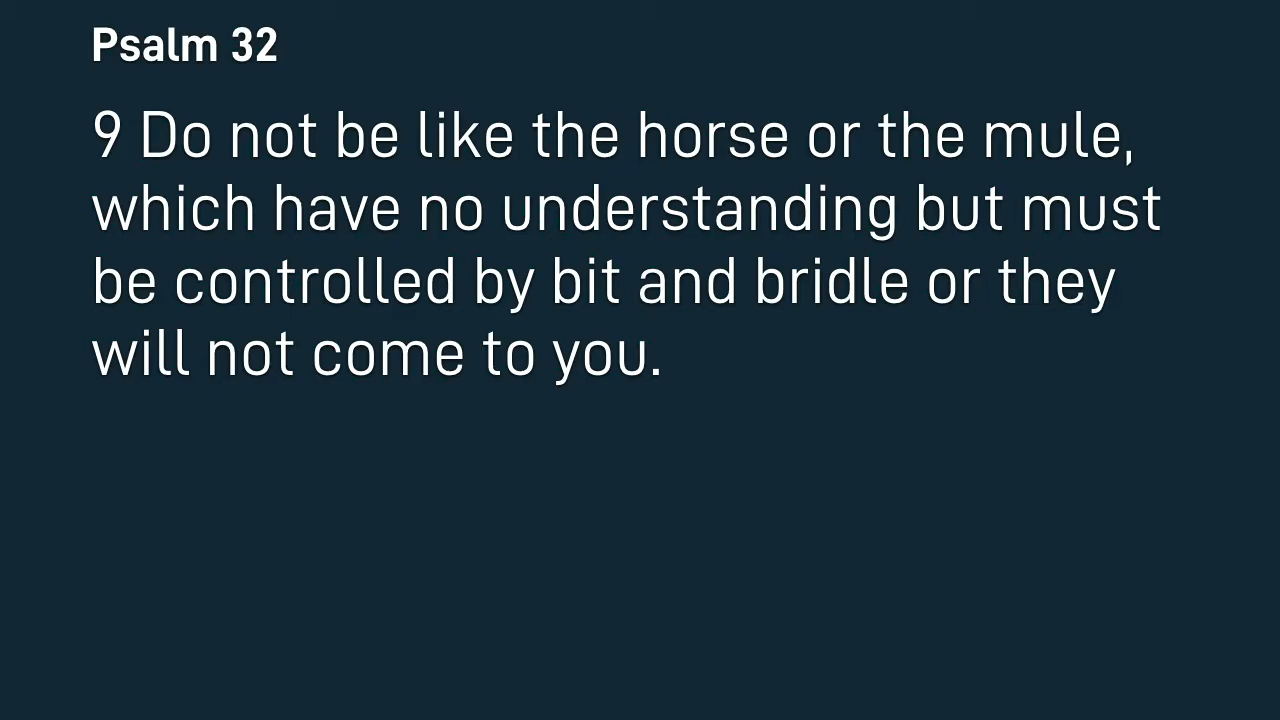 Psalm 32
9 Do not be like the horse or the mule,
which have no understanding but must
be controlled by bit and bridle or they
will not come to you.